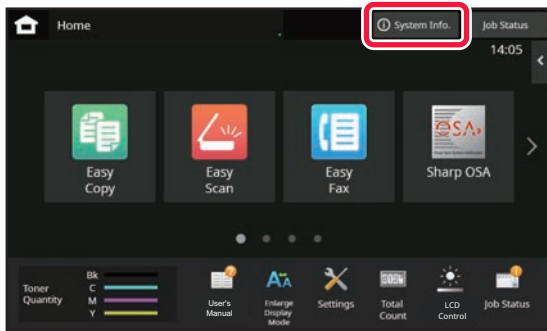 Home
System Info.
Job Status
14:05
Easy
Copy
Easy
Scan
Easy
Fax
OSA
Sharp OSA
Toner
Quantity
Bk
C
M
Y
User's
Manual
Enlarge
Display
Mode
Settings
Total
Count
LCD
Control
Job Status